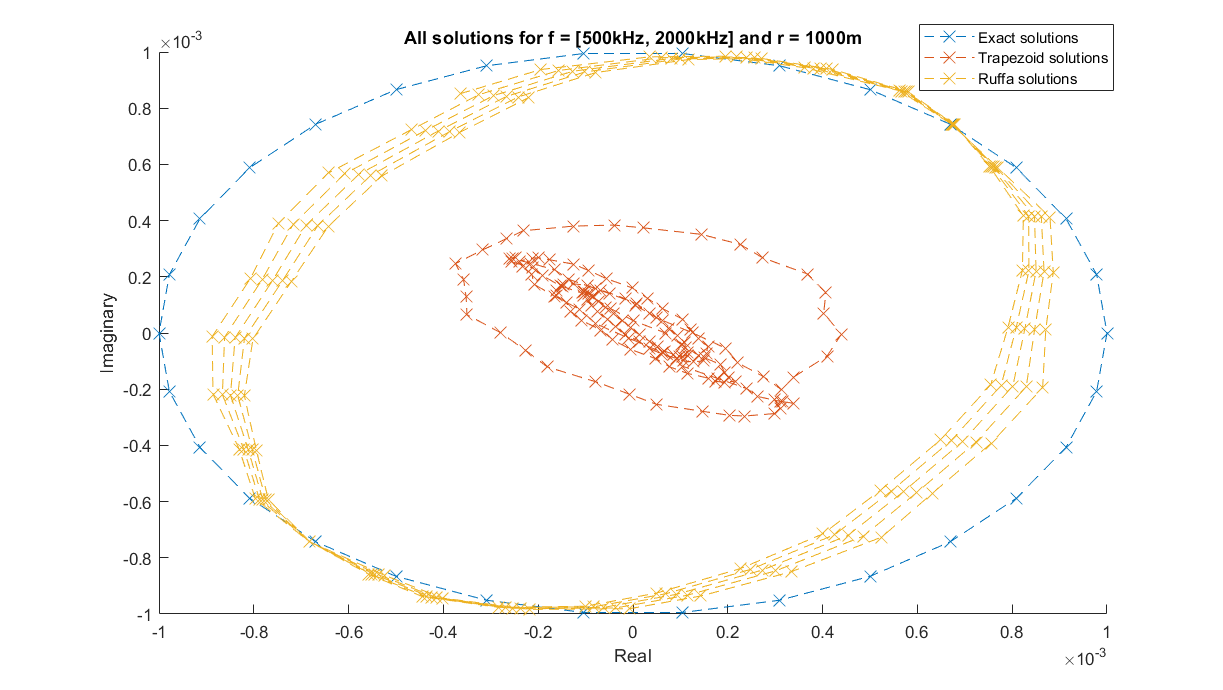 All solutions for f = [500kHz, 2000kHz] and r = 1000m
×10⁻³
Exact solutions
Trapezoid solutions
Ruffa solutions
Imaginary
1
0.8
0.6
0.4
0.2
0
-0.2
-0.4
-0.6
-0.8
-1
-1 -0.8 -0.6 -0.4 -0.2 0 0.2 0.4 0.6 0.8 1
Real
×10⁻³